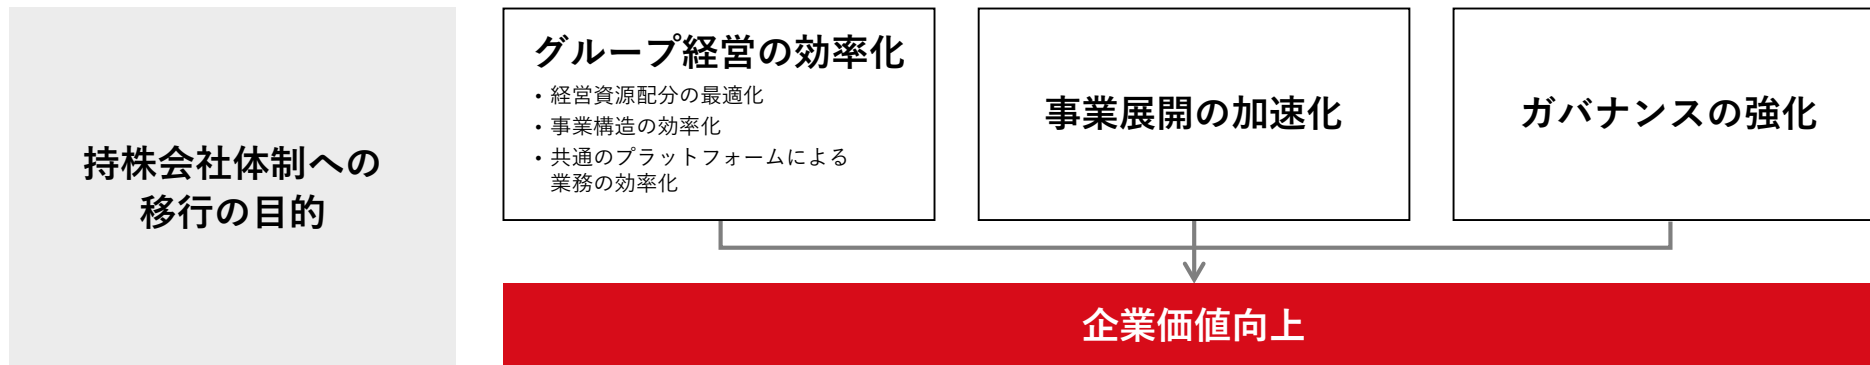 持株会社体制への
移行の目的
グループ経営の効率化
• 経営資源配分の最適化
• 事業構造の効率化
• 共通のプラットフォームによる
業務の効率化
事業展開の加速化
ガバナンスの強化
企業価値向上